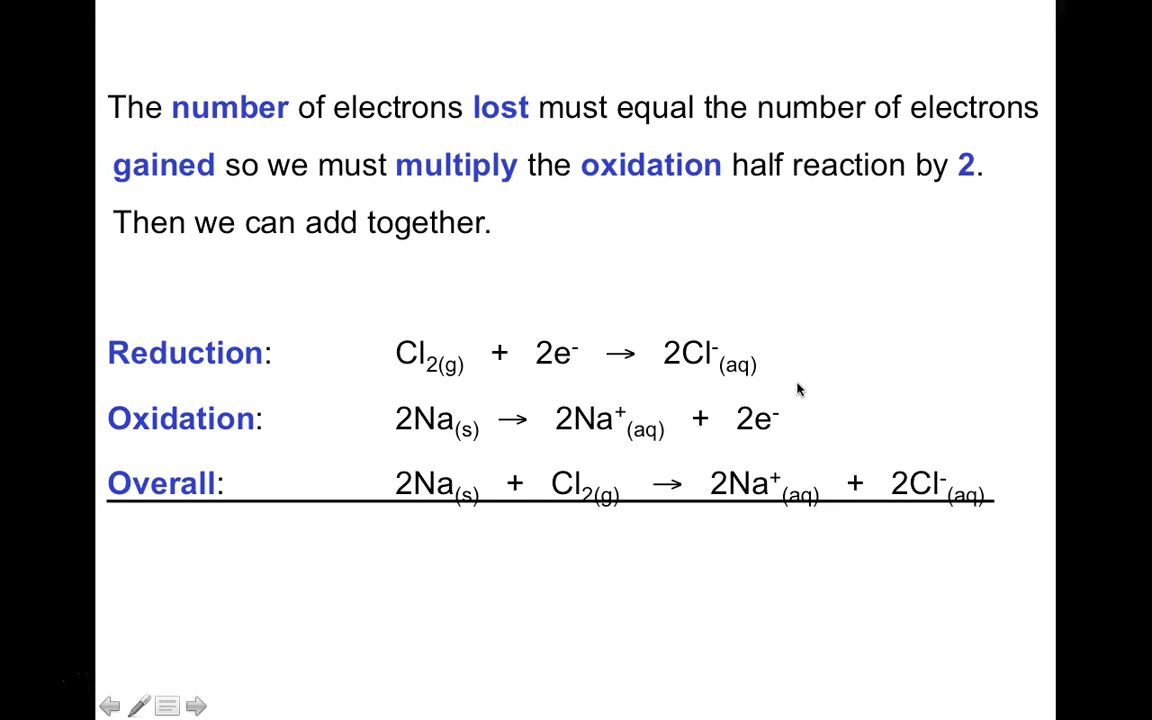 The number of electrons lost must equal the number of electrons
gained so we must multiply the oxidation half reaction by 2.
Then we can add together.
Reduction: Cl₂₍g₎ + 2e⁻ → 2Cl⁻₍aq₎
Oxidation: 2Na₍s₎ → 2Na⁺₍aq₎ + 2e⁻
Overall: 2Na₍s₎ + Cl₂₍g₎ → 2Na⁺₍aq₎ + 2Cl⁻₍aq₎